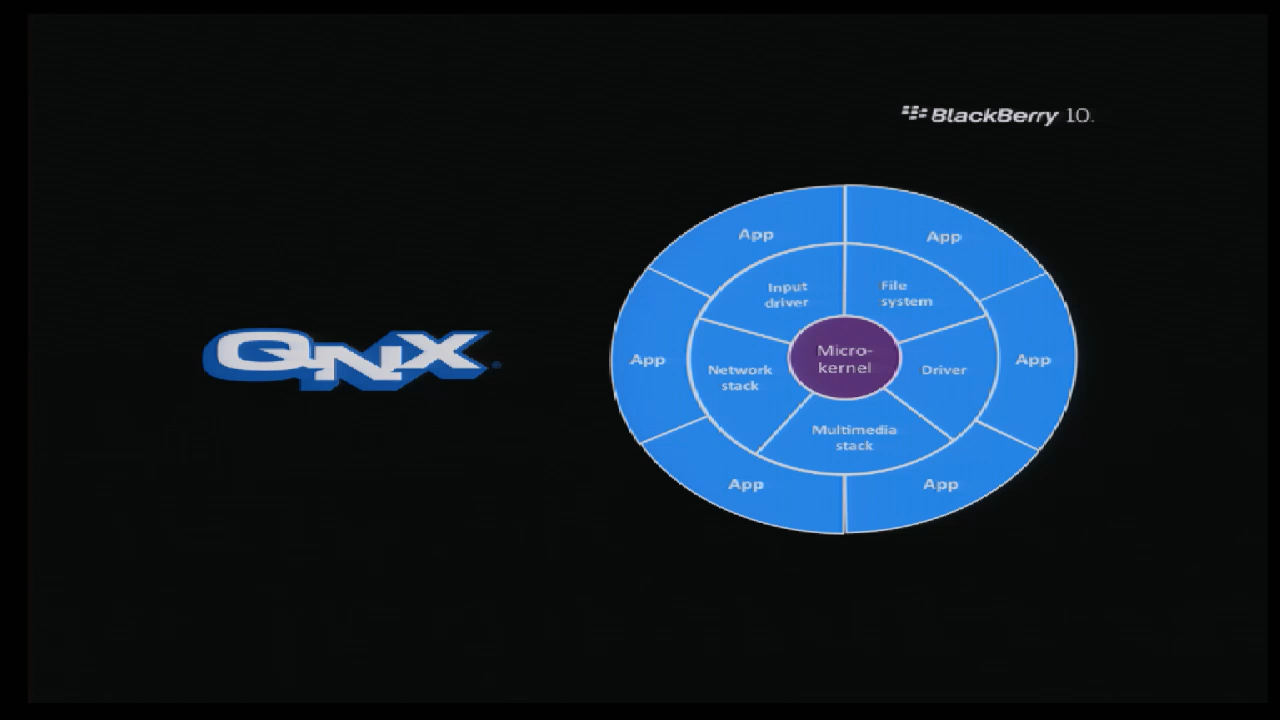 BlackBerry 10.
QNX
App
App
Input
driver
File
system
App
Network
stack
Micro-
kernel
Driver
App
Multimedia
stack
App
App